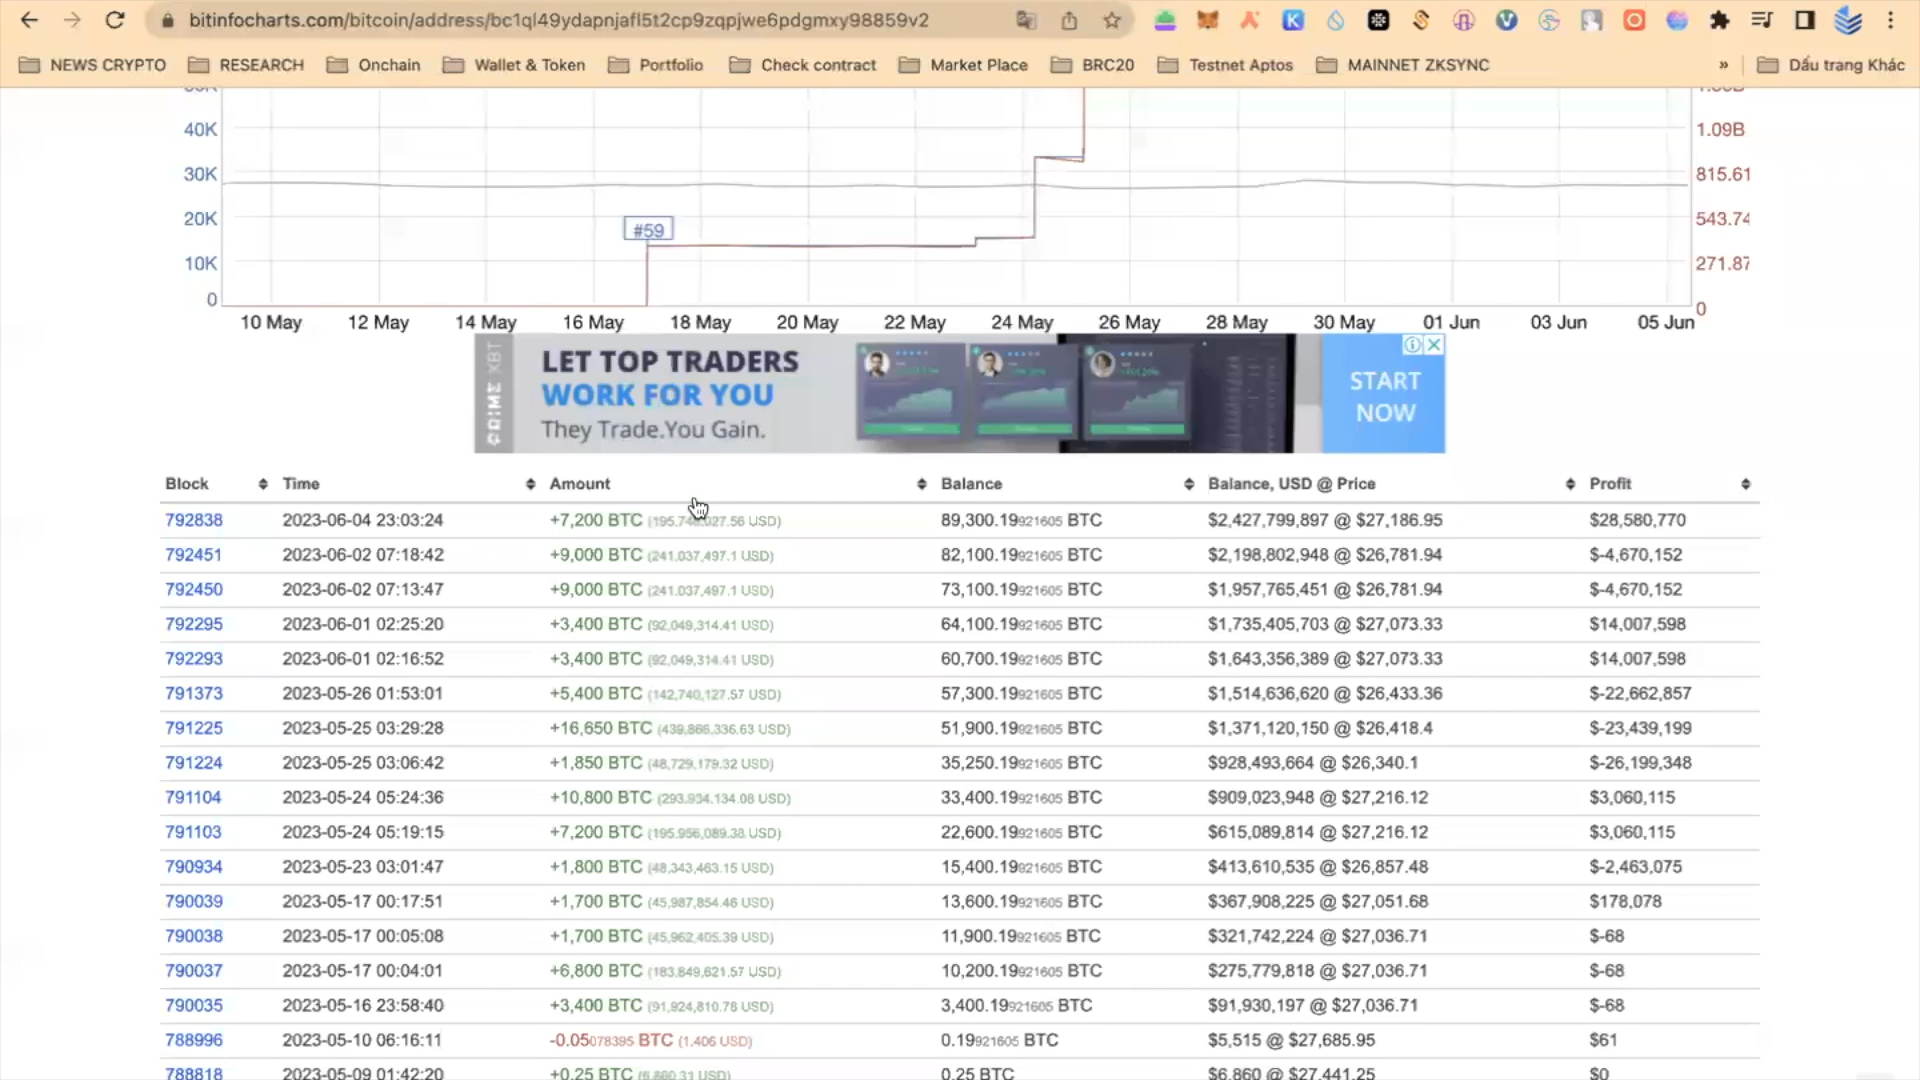 bitinfocharts.com/bitcoin/address/bc1ql49ydapnjafl5t2cp9zqpjwe6pdgmxy98859v2
NEWS CRYPTO RESEARCH Onchain Wallet & Token Portfolio Check contract Market Place BRC20 Testnet Aptos MAINNET ZKSYNC » Dấu trang Khác
40K 1.09B
30K 815.61
20K 543.74
#59
10K 271.87
0 0
10 May 12 May 14 May 16 May 18 May 20 May 22 May 24 May 26 May 28 May 30 May 01 Jun 03 Jun 05 Jun
PRIME XBT
LET TOP TRADERS
WORK FOR YOU
They Trade.You Gain.
START
NOW
Block Time Amount Balance Balance, USD @ Price Profit
792838 2023-06-04 23:03:24 +7,200 BTC 89,300.19921605 BTC $2,427,799,897 @ $27,186.95 $28,580,770
792451 2023-06-02 07:18:42 +9,000 BTC (241,037,497.1 USD) 82,100.19921605 BTC $2,198,802,948 @ $26,781.94 $-4,670,152
792450 2023-06-02 07:13:47 +9,000 BTC (241,037,497.1 USD) 73,100.19921605 BTC $1,957,765,451 @ $26,781.94 $-4,670,152
792295 2023-06-01 02:25:20 +3,400 BTC (92,049,314.41 USD) 64,100.19921605 BTC $1,735,405,703 @ $27,073.33 $14,007,598
792293 2023-06-01 02:16:52 +3,400 BTC (92,049,314.41 USD) 60,700.19921605 BTC $1,643,356,389 @ $27,073.33 $14,007,598
791373 2023-05-26 01:53:01 +5,400 BTC (142,740,127.57 USD) 57,300.19921605 BTC $1,514,636,620 @ $26,433.36 $-22,662,857
791225 2023-05-25 03:29:28 +16,650 BTC (439,866,336.63 USD) 51,900.19921605 BTC $1,371,120,150 @ $26,418.4 $-23,439,199
791224 2023-05-25 03:06:42 +1,850 BTC (48,729,179.32 USD) 35,250.19921605 BTC $928,493,664 @ $26,340.1 $-26,199,348
791104 2023-05-24 05:24:36 +10,800 BTC (293,934,134.08 USD) 33,400.19921605 BTC $909,023,948 @ $27,216.12 $3,060,115
791103 2023-05-24 05:19:15 +7,200 BTC (195,956,089.38 USD) 22,600.19921605 BTC $615,089,814 @ $27,216.12 $3,060,115
790934 2023-05-23 03:01:47 +1,800 BTC (48,343,463.15 USD) 15,400.19921605 BTC $413,610,535 @ $26,857.48 $-2,463,075
790039 2023-05-17 00:17:51 +1,700 BTC (45,987,854.46 USD) 13,600.19921605 BTC $367,908,225 @ $27,051.68 $178,078
790038 2023-05-17 00:05:08 +1,700 BTC (45,962,405.39 USD) 11,900.19921605 BTC $321,742,224 @ $27,036.71 $-68
790037 2023-05-17 00:04:01 +6,800 BTC (183,849,621.57 USD) 10,200.19921605 BTC $275,779,818 @ $27,036.71 $-68
790035 2023-05-16 23:58:40 +3,400 BTC (91,924,810.78 USD) 3,400.19921605 BTC $91,930,197 @ $27,036.71 $-68
788996 2023-05-10 06:16:11 -0.05078395 BTC (1,406 USD) 0.19921605 BTC $5,515 @ $27,685.95 $61
788818 2023-05-09 01:42:20 +0.25 BTC (6,860.31 USD) 0.25 BTC $6,860 @ $27,441.25 $0